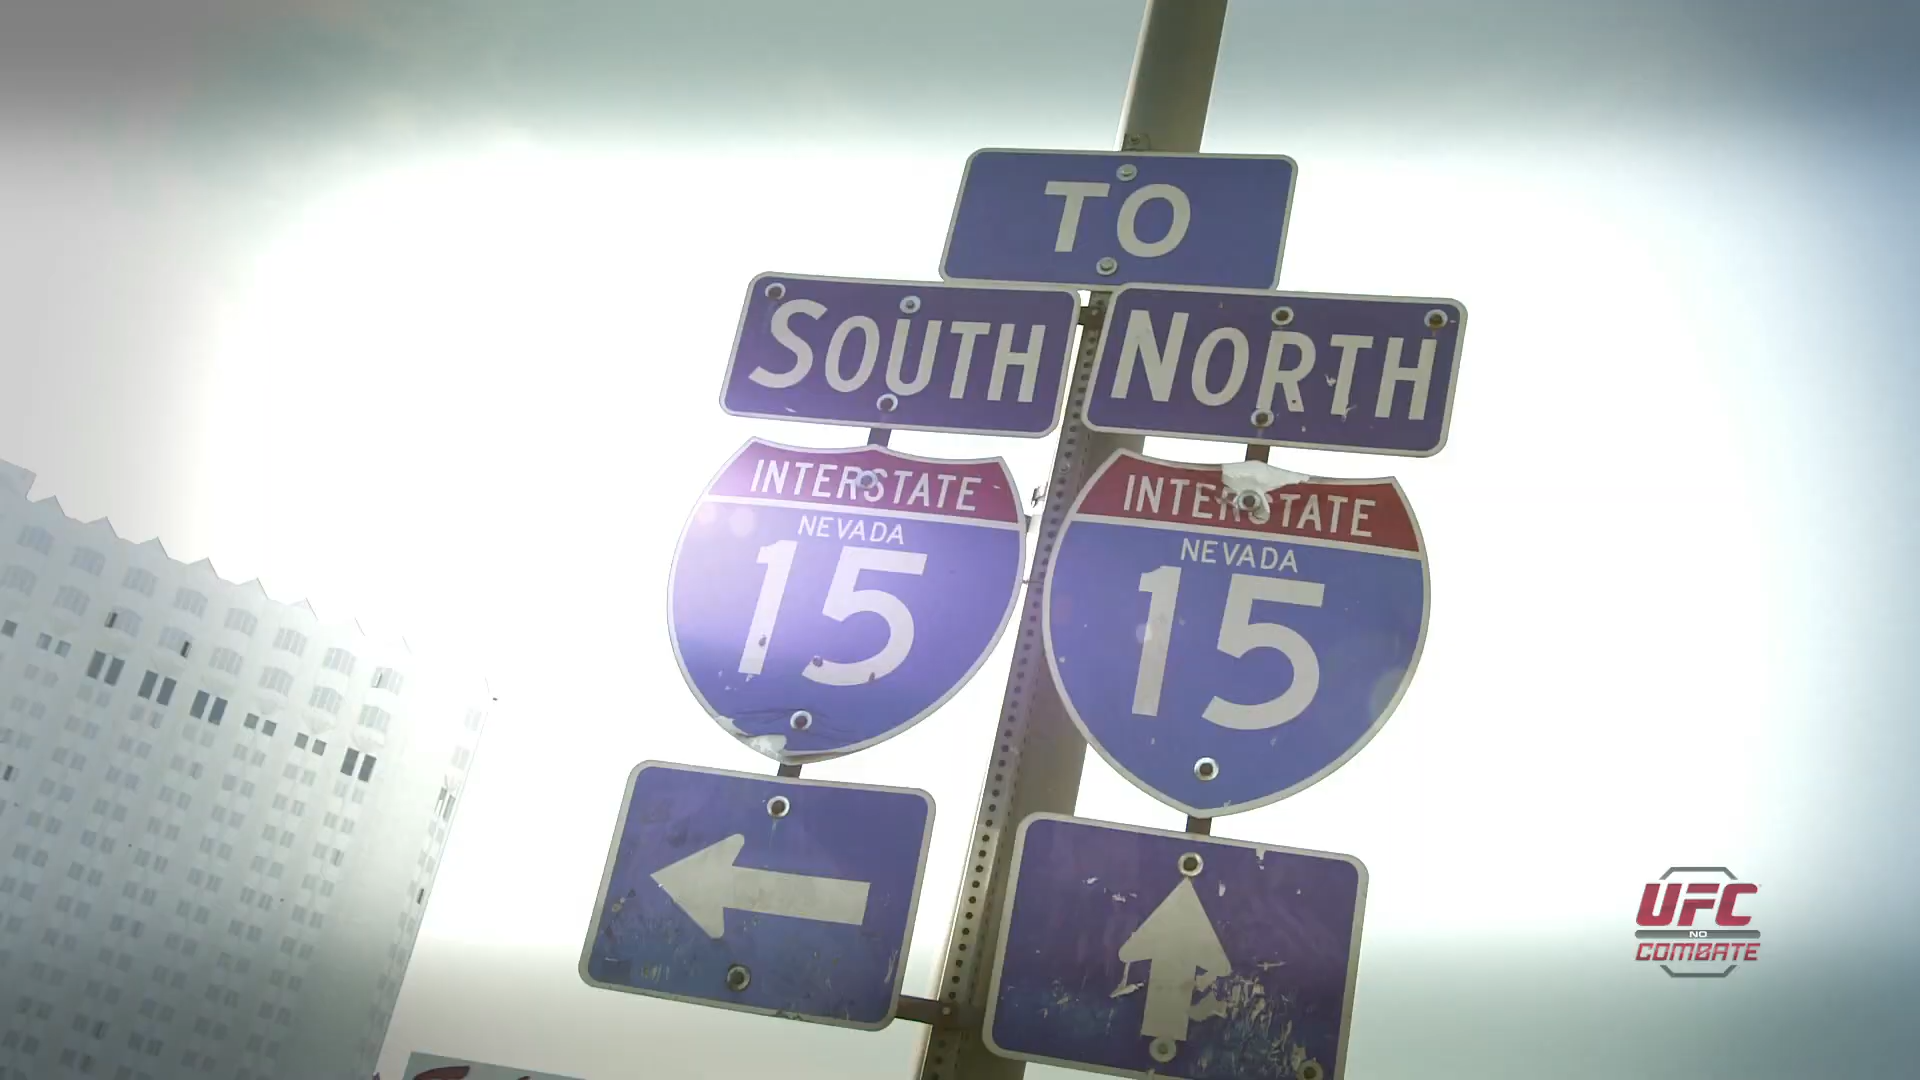 TO
SOUTH
NORTH
INTERSTATE
NEVADA
15
INTERSTATE
NEVADA
15
UFC
NO
COMBATE